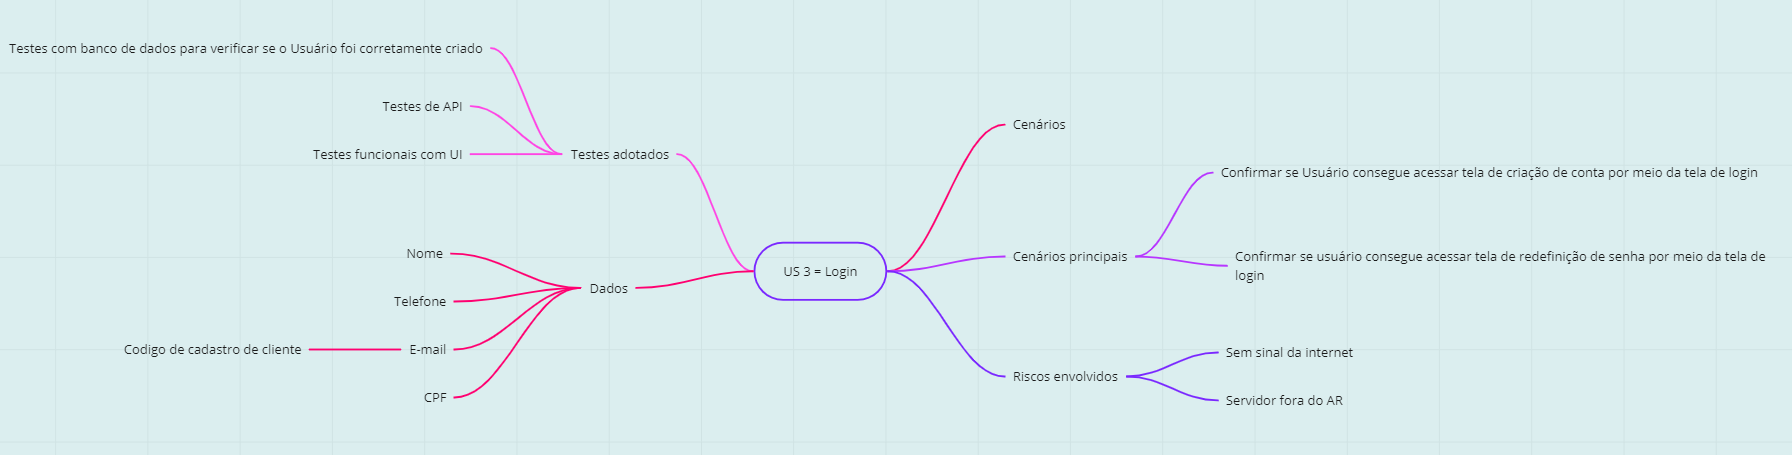 Testes com banco de dados para verificar se o Usuário foi corretamente criado
Testes de API
Testes funcionais com UI
Testes adotados
Nome
Telefone
Codigo de cadastro de cliente
E-mail
CPF
Dados
US 3 = Login
Cenários
Cenários principais
Confirmar se Usuário consegue acessar tela de criação de conta por meio da tela de login
Confirmar se usuário consegue acessar tela de redefinição de senha por meio da tela de
login
Riscos envolvidos
Sem sinal da internet
Servidor fora do AR